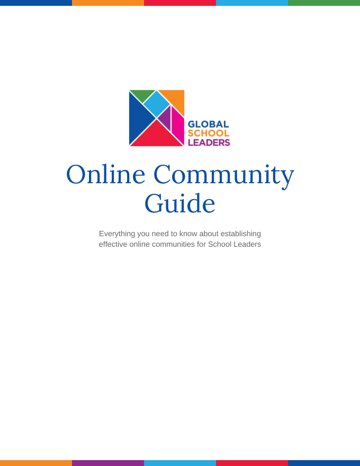 GLOBAL
SCHOOL
LEADERS
Online Community
Guide
Everything you need to know about establishing
effective online communities for School Leaders